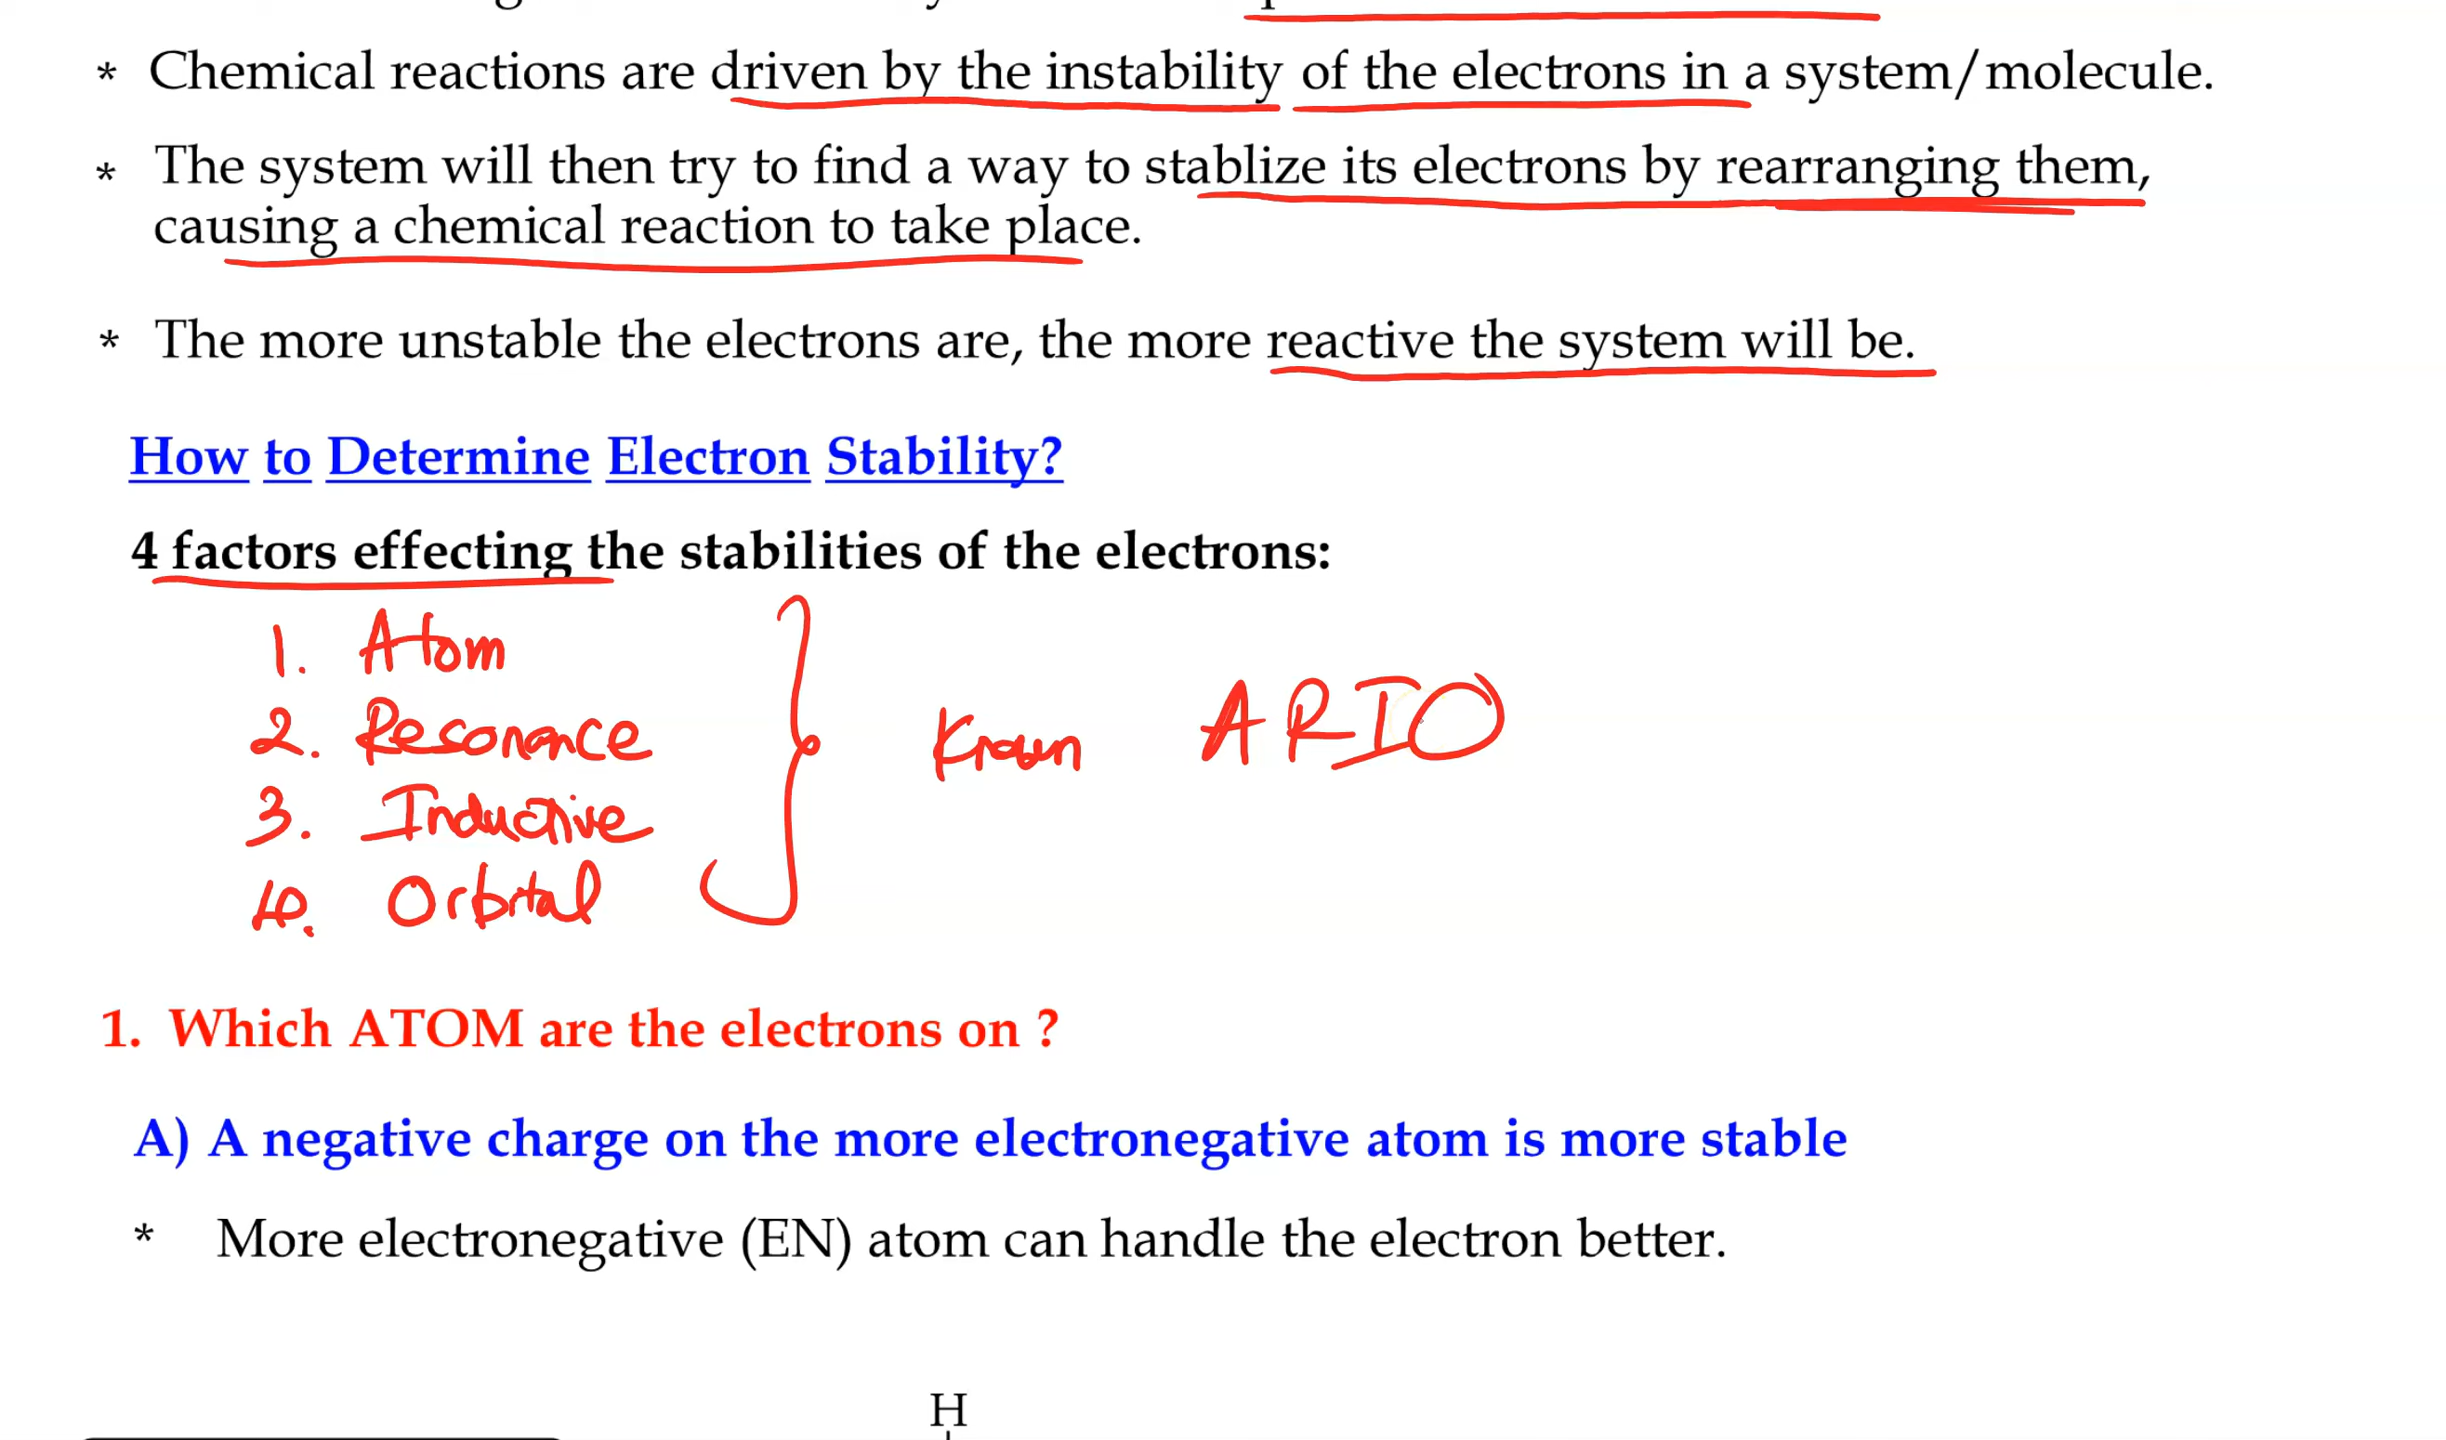 * Chemical reactions are driven by the instability of the electrons in a system/molecule.
* The system will then try to find a way to stablize its electrons by rearranging them,
causing a chemical reaction to take place.
* The more unstable the electrons are, the more reactive the system will be.
How to Determine Electron Stability?
4 factors effecting the stabilities of the electrons:
1. Atom
2. Resonance
3. Inductive
4. Orbital
Known ARIO
1. Which ATOM are the electrons on ?
A) A negative charge on the more electronegative atom is more stable
* More electronegative (EN) atom can handle the electron better.
H